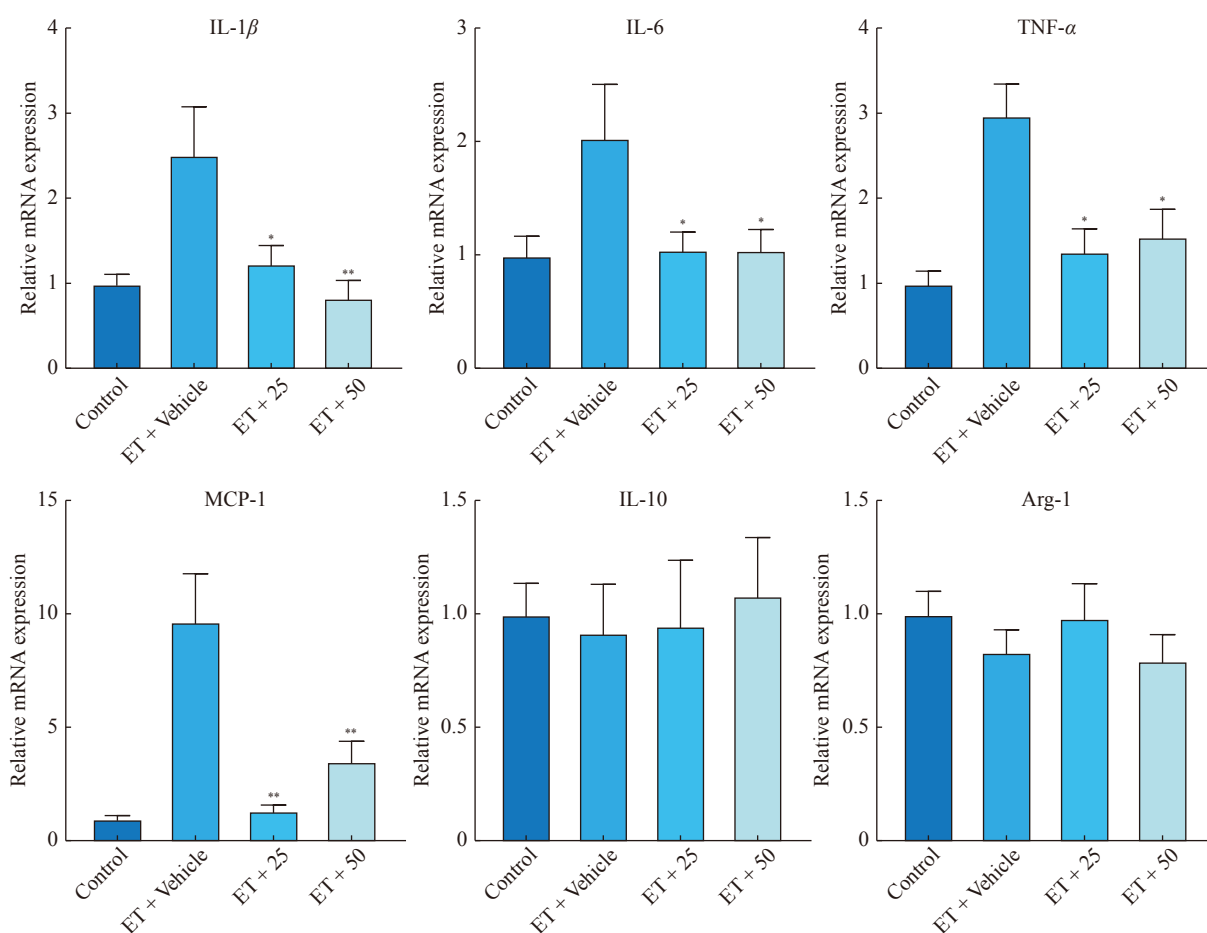 IL-1β
Relative mRNA expression
4
3
2
1
0
*
**
Control
ET + Vehicle
ET + 25
ET + 50
IL-6
Relative mRNA expression
3
2
1
0
*
*
Control
ET + Vehicle
ET + 25
ET + 50
TNF-α
Relative mRNA expression
4
3
2
1
0
*
*
Control
ET + Vehicle
ET + 25
ET + 50
MCP-1
Relative mRNA expression
15
10
5
0
**
**
Control
ET + Vehicle
ET + 25
ET + 50
IL-10
Relative mRNA expression
1.5
1.0
0.5
0
Control
ET + Vehicle
ET + 25
ET + 50
Arg-1
Relative mRNA expression
1.5
1.0
0.5
0
Control
ET + Vehicle
ET + 25
ET + 50